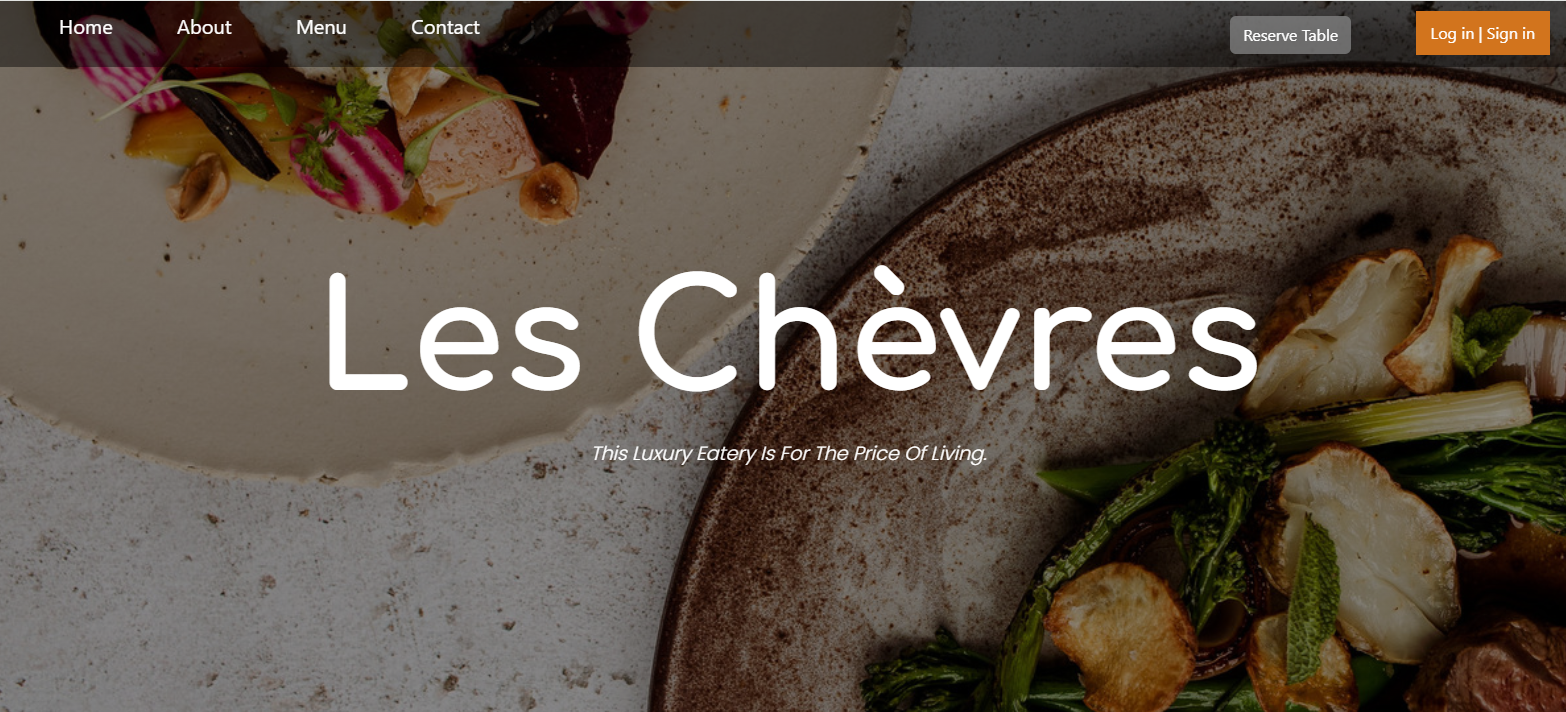 Home About Menu Contact Reserve Table Log in | Sign in
Les Chèvres
This Luxury Eatery Is For The Price Of Living.